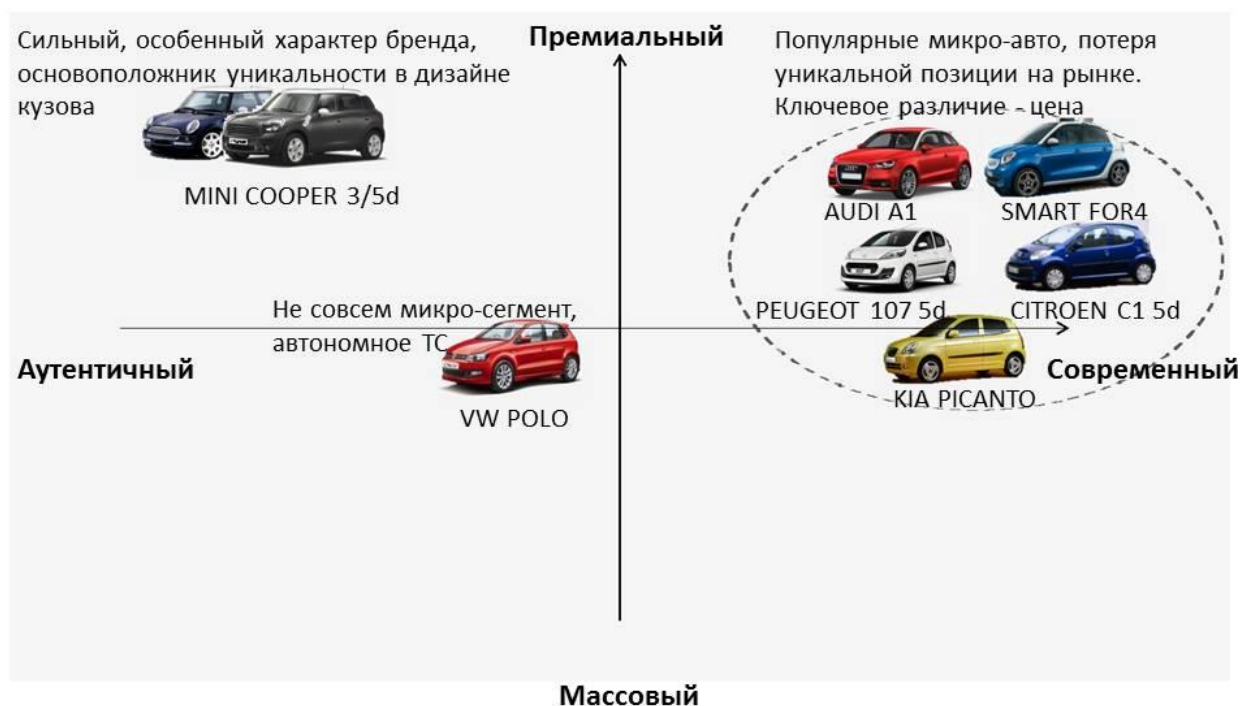 Сильный, особенный характер бренда,
основоположник уникальности в дизайне
кузова
MINI COOPER 3/5d
Премиальный
Популярные микро-авто, потеря
уникальной позиции на рынке.
Ключевое различие - цена
AUDI A1
SMART FOR4
PEUGEOT 107 5d
CITROEN C1 5d
Не совсем микро-сегмент,
автономное ТС
Аутентичный
VW POLO
Современный
KIA PICANTO
Массовый